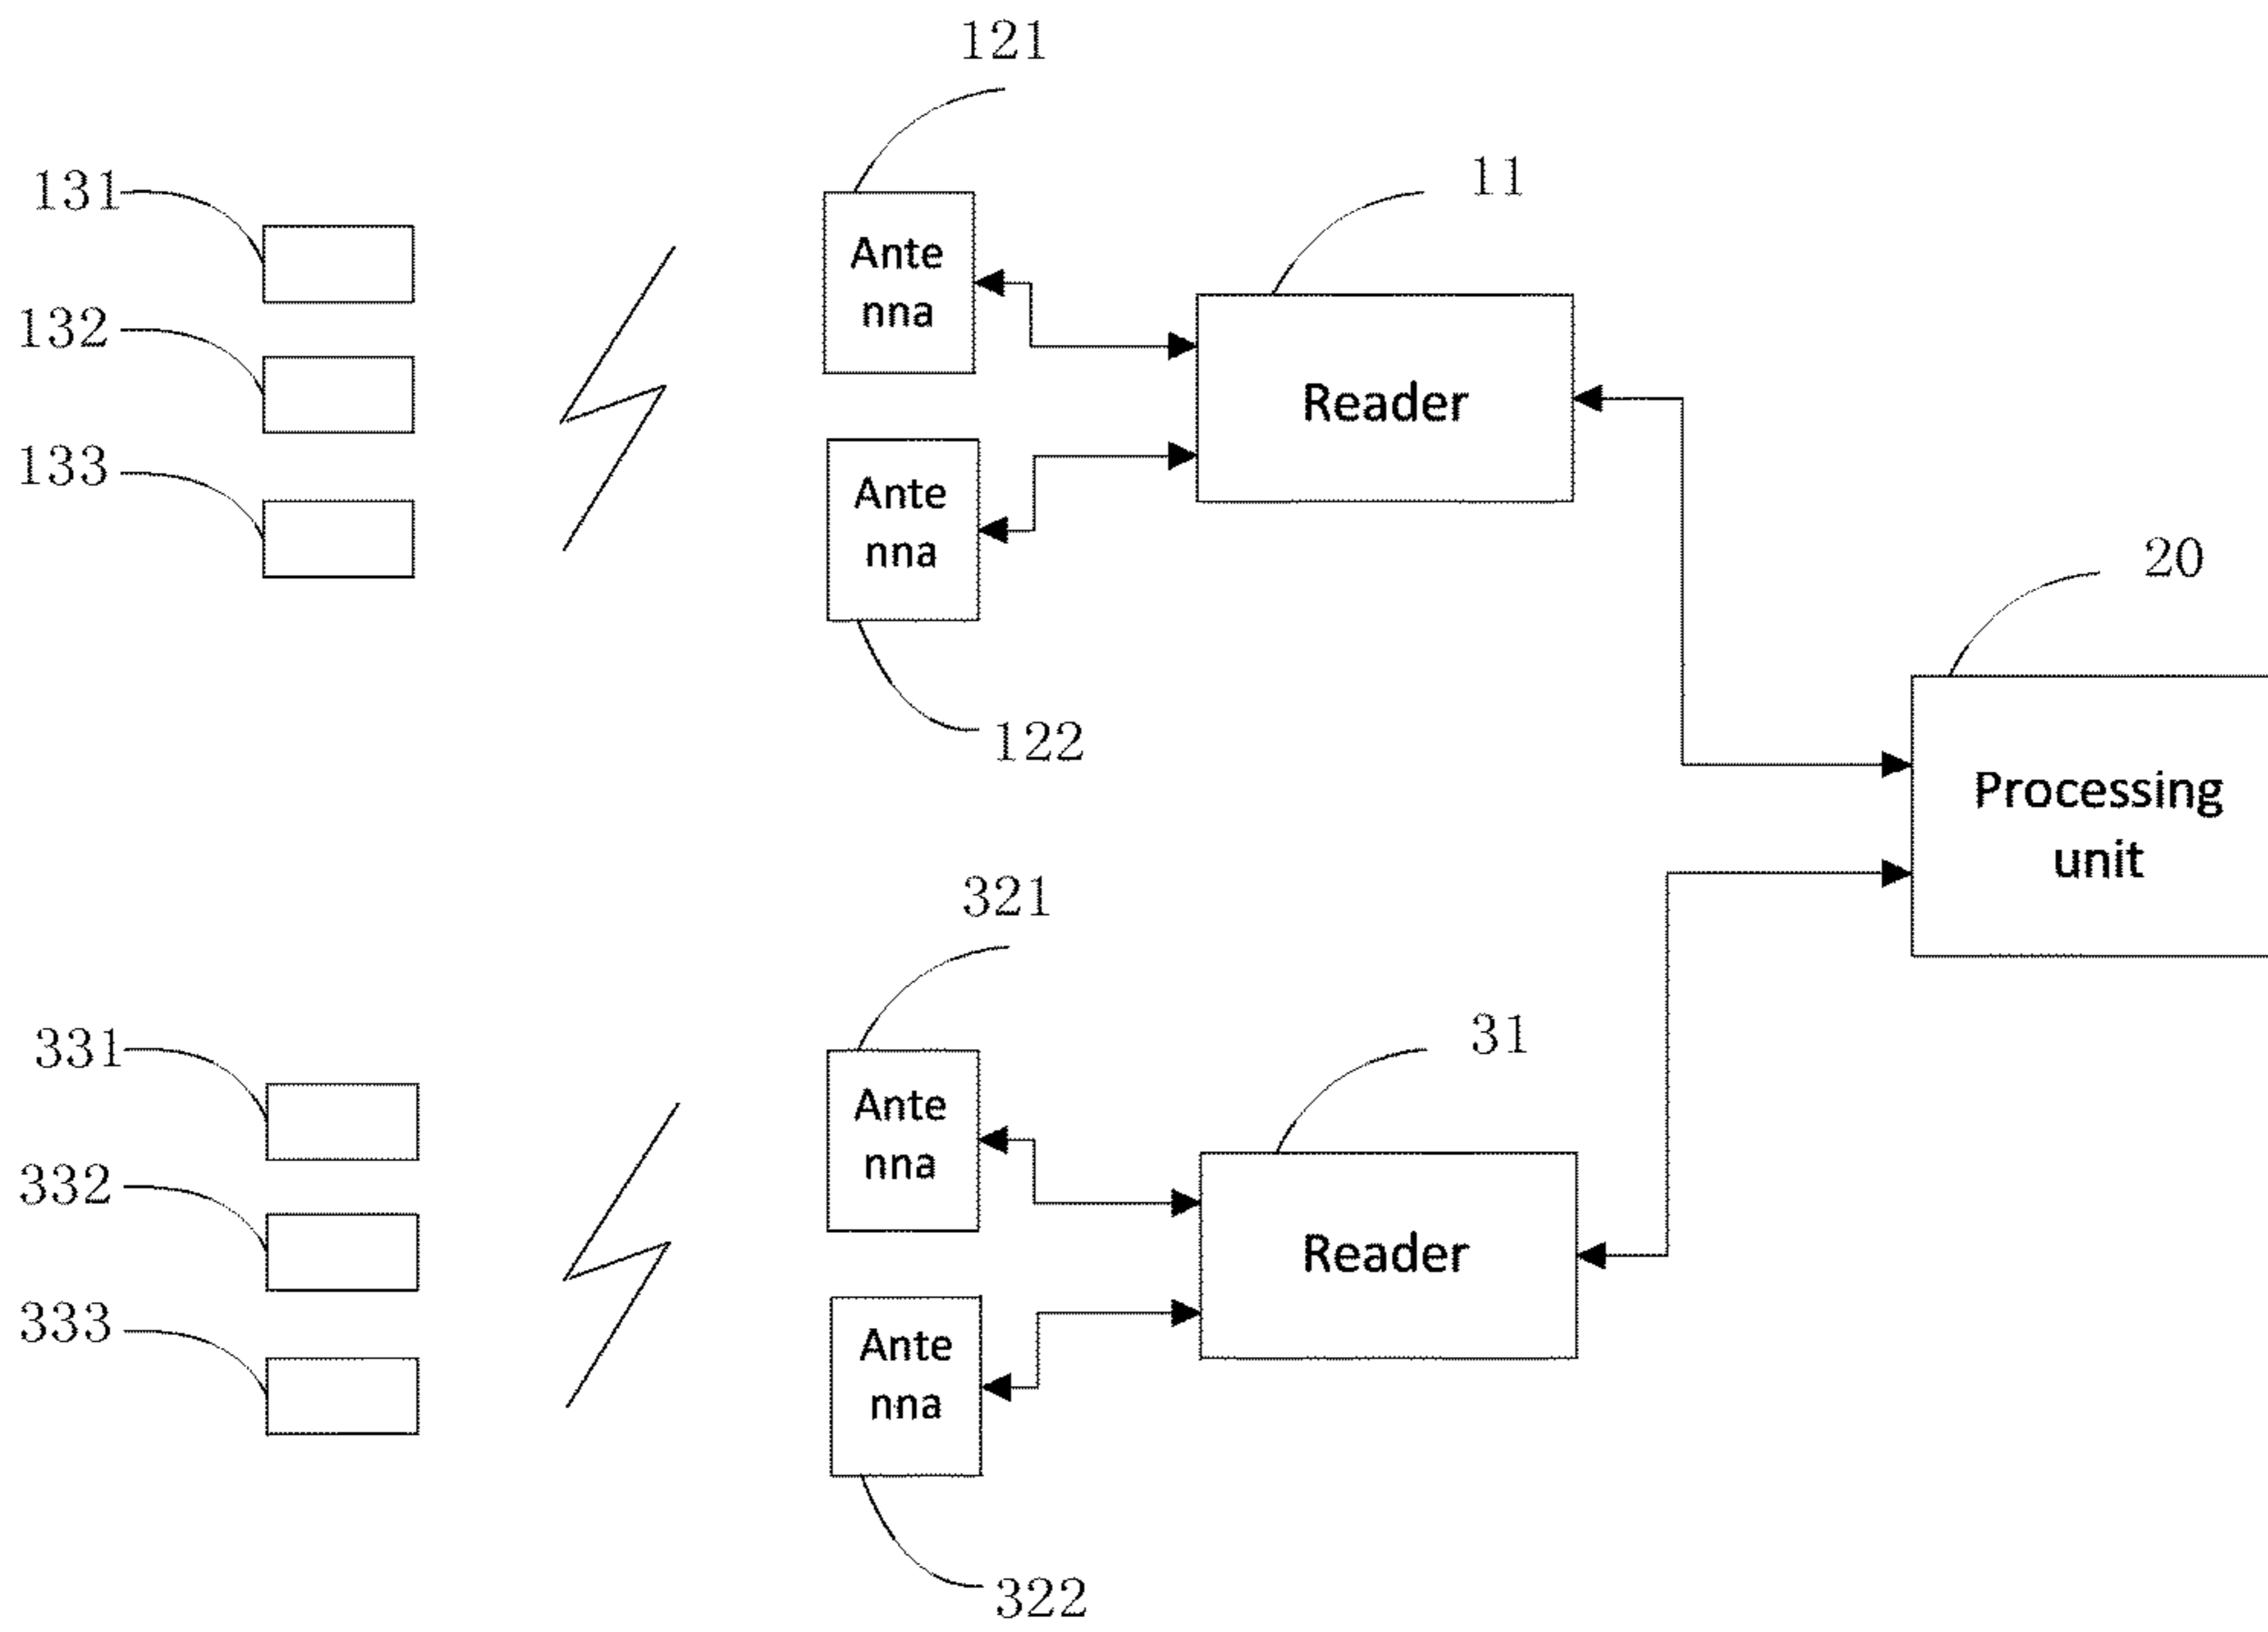 121
131
11
Ante
nna
132
Reader
133
Ante
nna
20
122
Processing
unit
321
331
31
Ante
nna
332
Reader
333
Ante
nna
322